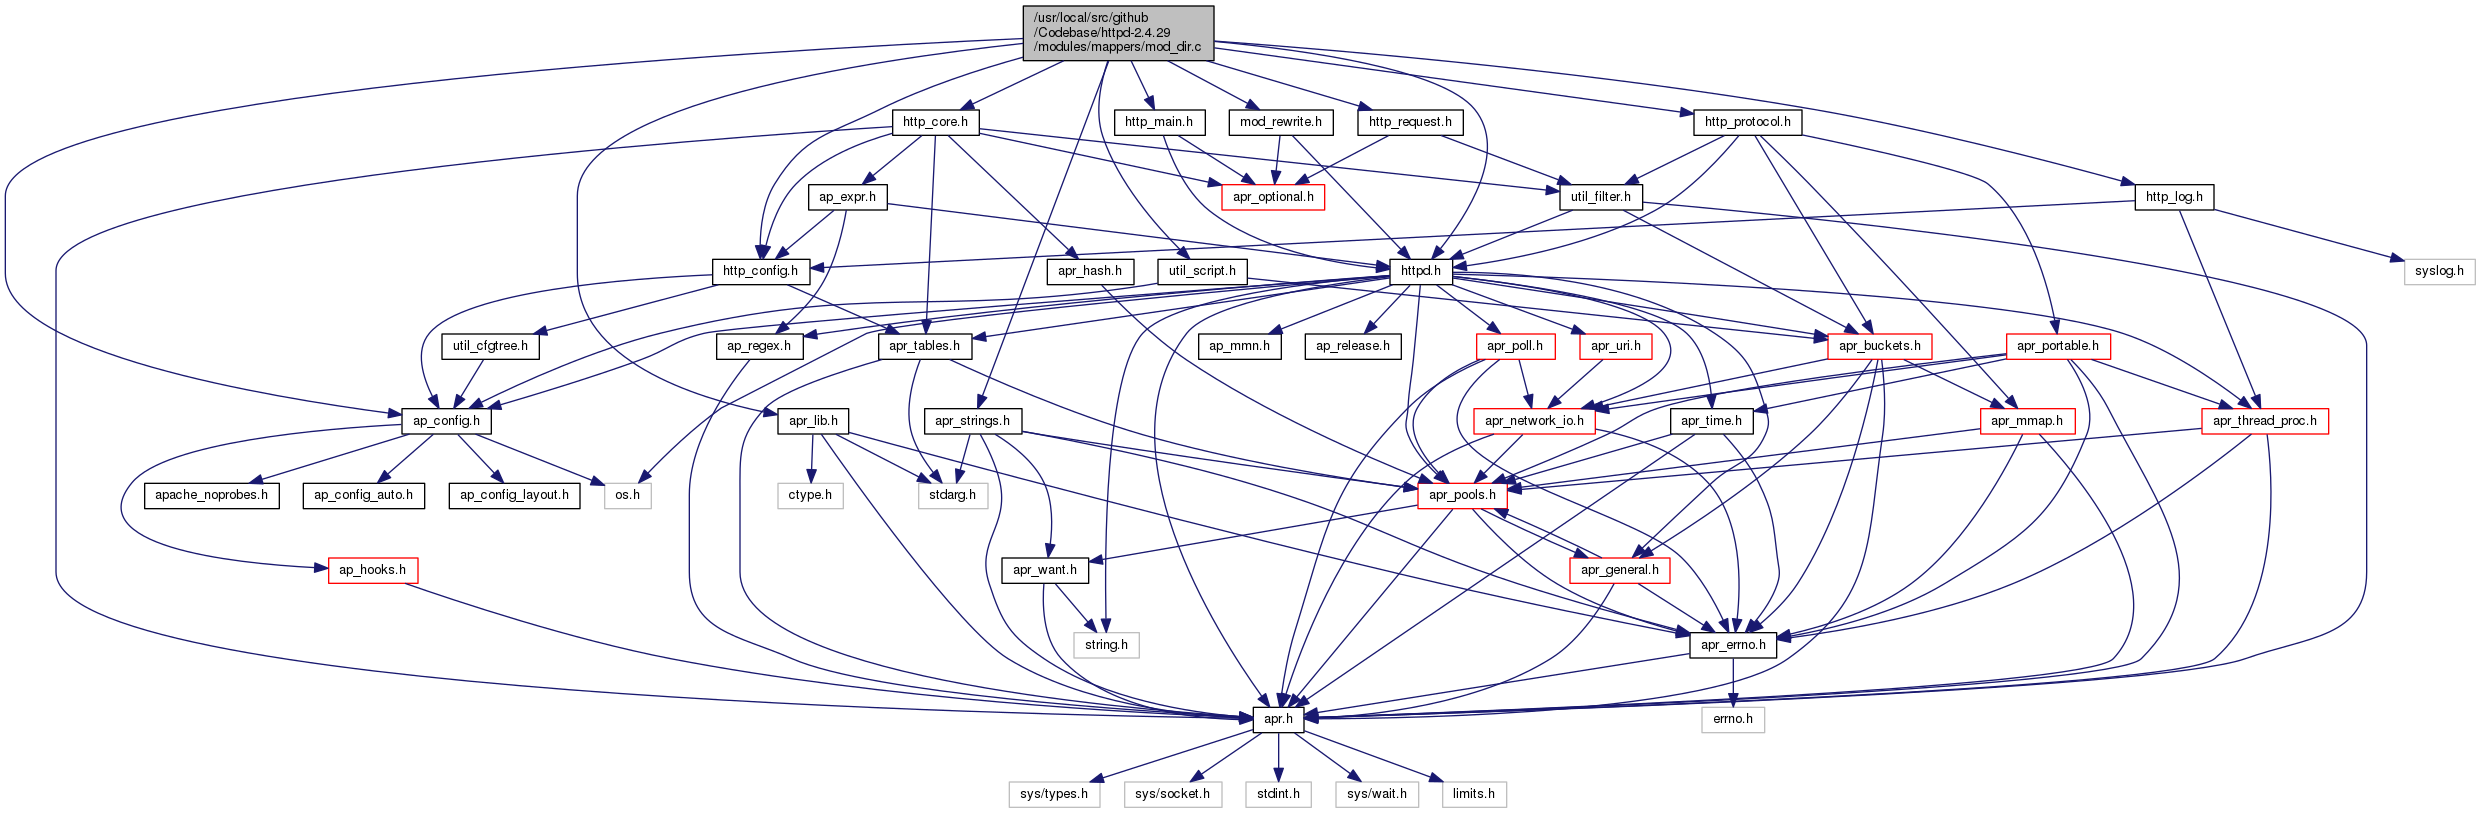 /usr/local/src/github
/Codebase/httpd-2.4.29
/modules/mappers/mod_dir.c
http_core.h
http_main.h
mod_rewrite.h
http_request.h
http_protocol.h
ap_expr.h
apr_optional.h
util_filter.h
http_log.h
http_config.h
apr_hash.h
util_script.h
httpd.h
syslog.h
util_cfgtree.h
ap_regex.h
apr_tables.h
ap_mmn.h
ap_release.h
apr_poll.h
apr_uri.h
apr_buckets.h
apr_portable.h
ap_config.h
apr_lib.h
apr_strings.h
apr_network_io.h
apr_time.h
apr_mmap.h
apr_thread_proc.h
apache_noprobes.h
ap_config_auto.h
ap_config_layout.h
os.h
ctype.h
stdarg.h
apr_pools.h
ap_hooks.h
apr_want.h
apr_general.h
string.h
apr_errno.h
apr.h
errno.h
sys/types.h
sys/socket.h
stdint.h
sys/wait.h
limits.h